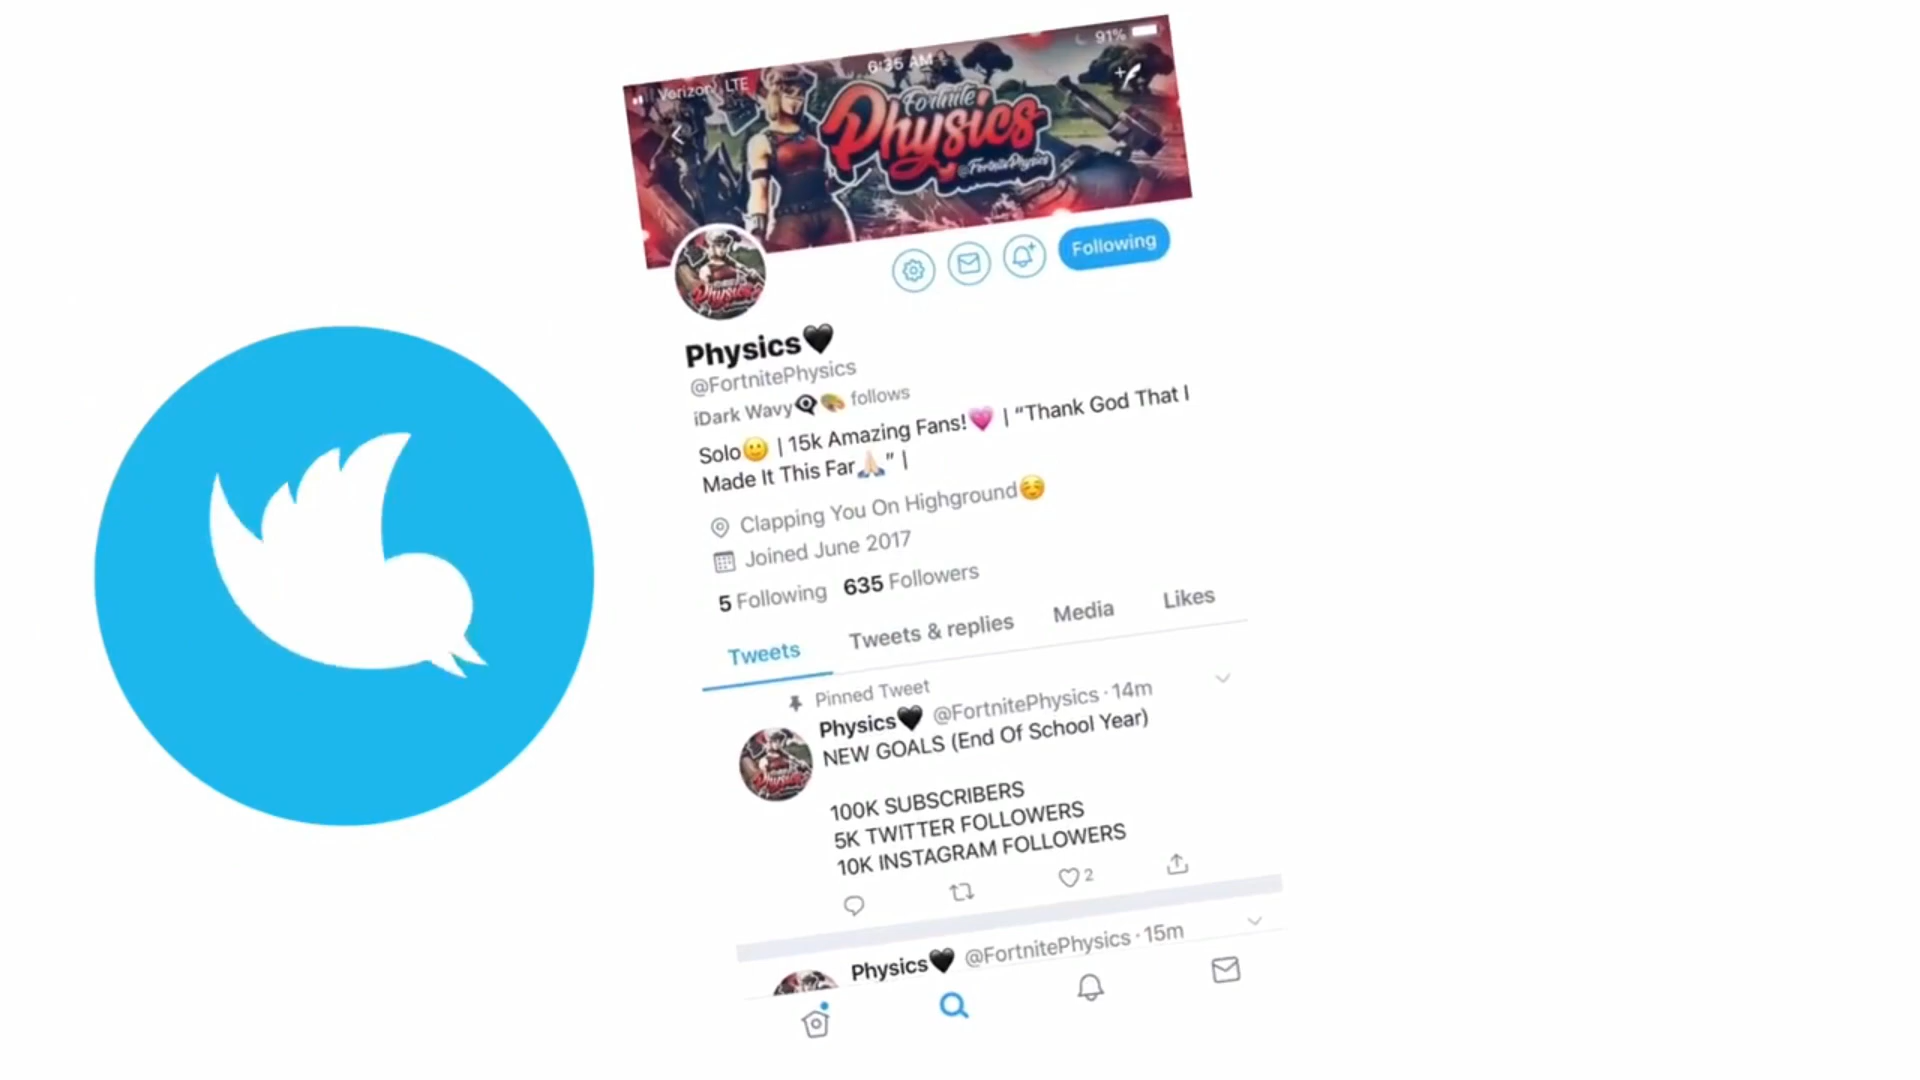 Verizon LTE
6:35 AM
91%
Fortnite
Physics
@FortnitePhysics
Physics
Following
Physics🖤
@FortnitePhysics
iDark Wavy👁️‍🗨️🎨 follows
Solo🙂 | 15k Amazing Fans!💗 | “Thank God That I
Made It This Far🙏🏻” |
Clapping You On Highground☺️
Joined June 2017
5 Following 635 Followers
Tweets Tweets & replies Media Likes
Pinned Tweet
Physics🖤 @FortnitePhysics · 14m
NEW GOALS (End Of School Year)
Physics
100K SUBSCRIBERS
5K TWITTER FOLLOWERS
10K INSTAGRAM FOLLOWERS
2
Physics🖤 @FortnitePhysics · 15m